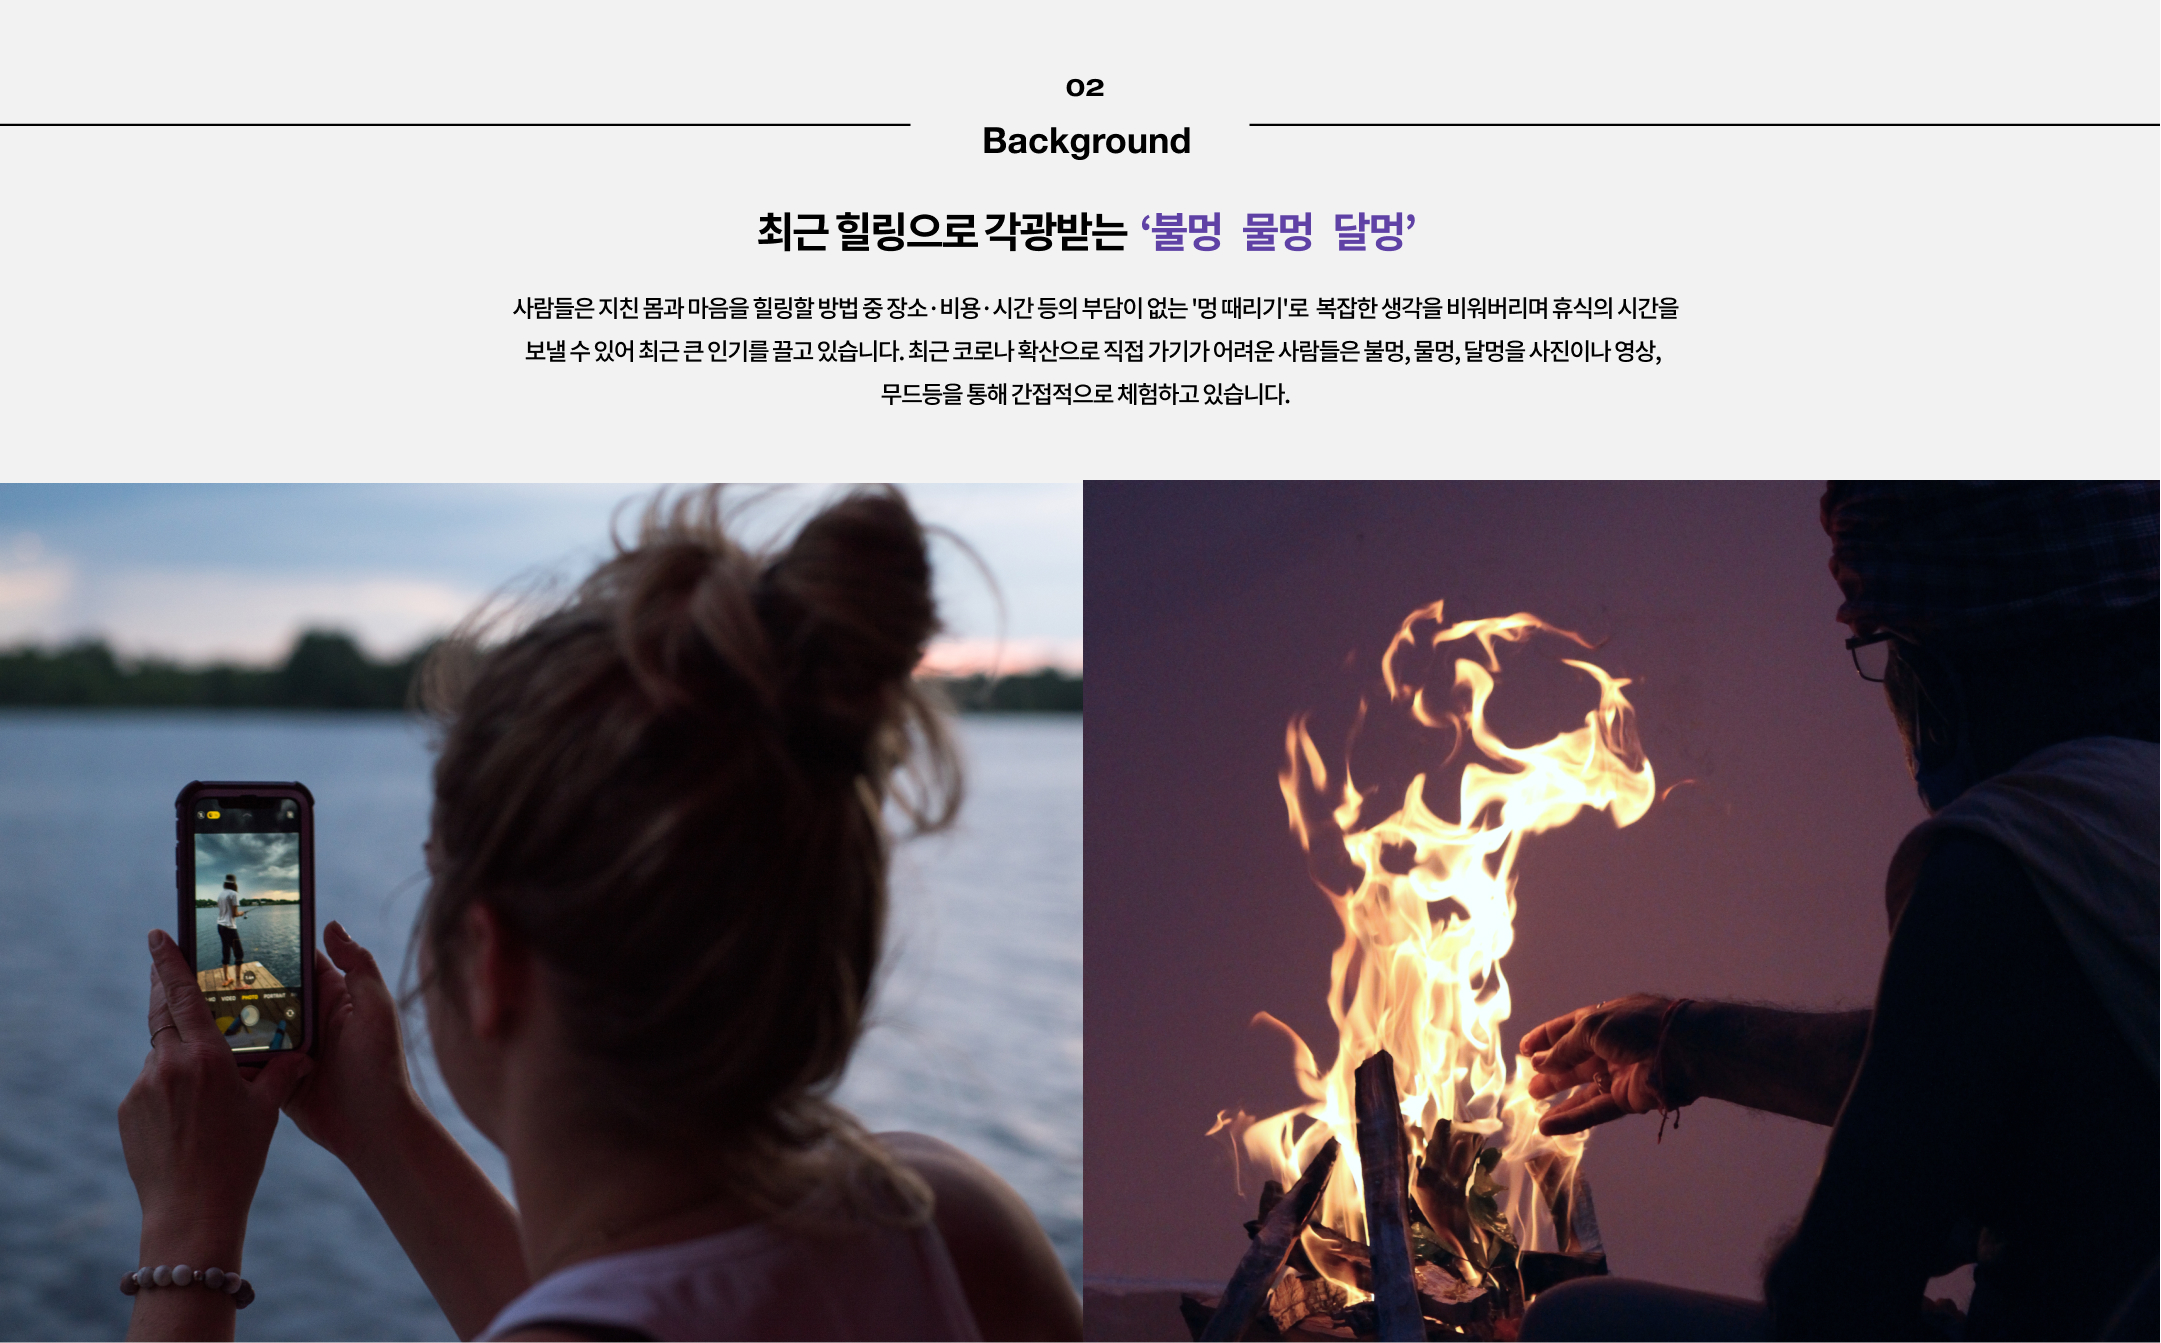 02
Background
최근 힐링으로 각광받는 ‘불멍 물멍 달멍’
사람들은 지친 몸과 마음을 힐링할 방법 중 장소·비용·시간 등의 부담이 없는 '멍 때리기'로 복잡한 생각을 비워버리며 휴식의 시간을
보낼 수 있어 최근 큰 인기를 끌고 있습니다. 최근 코로나 확산으로 직접 가기가 어려운 사람들은 불멍, 물멍, 달멍을 사진이나 영상,
무드등을 통해 간접적으로 체험하고 있습니다.
VIDEO PHOTO PORTRAIT